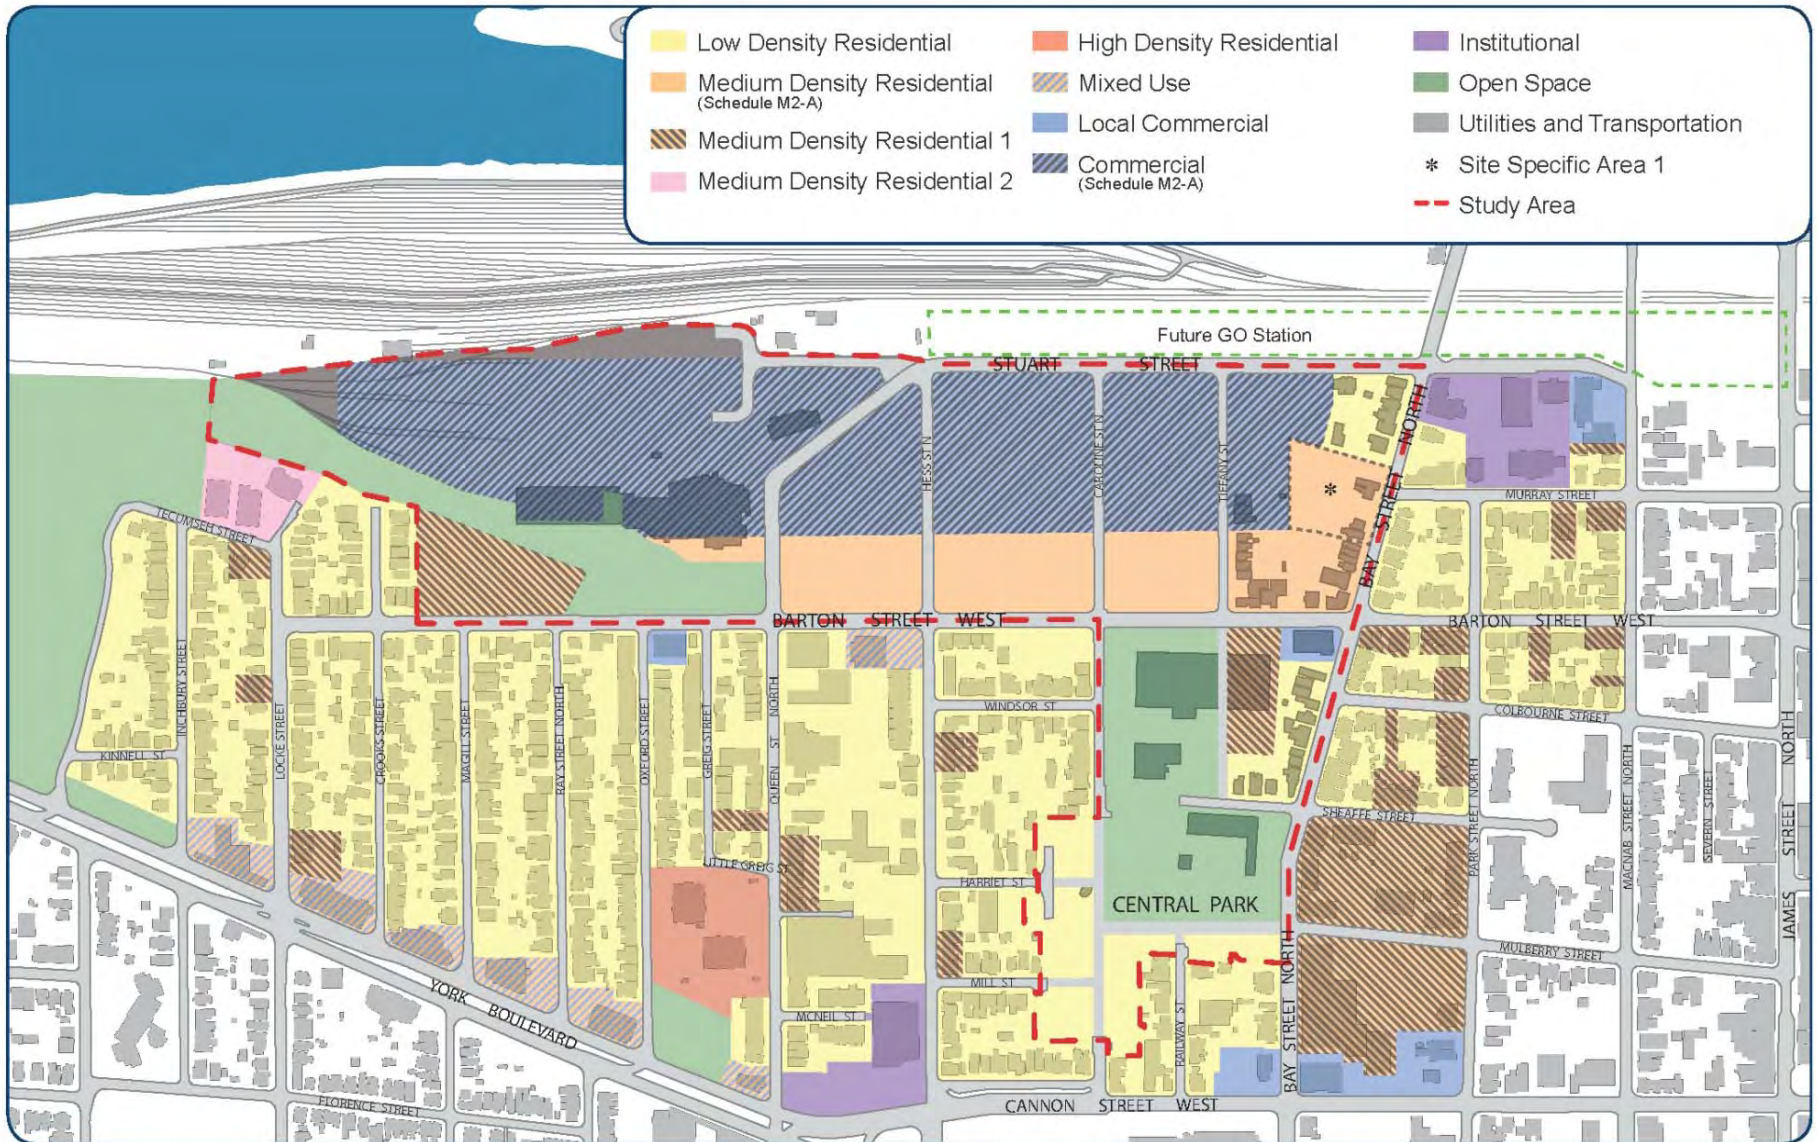 Low Density Residential
Medium Density Residential
(Schedule M2-A)
Medium Density Residential 1
Medium Density Residential 2
High Density Residential
Mixed Use
Local Commercial
Commercial
(Schedule M2-A)
Institutional
Open Space
Utilities and Transportation
* Site Specific Area 1
Study Area
Future GO Station
STUART STREET
HESS ST N
CAROLINE ST N
TIFFANY ST
*
BAY STREET NORTH
MURRAY STREET
TECUMSEH STREET
BARTON STREET WEST
BARTON STREET WEST
INCHBURY STREET
LOCKE STREET
CROOKS STREET
MAGILL STREET
RAY STREET NORTH
OXFORD STREET
GREIG STREET
QUEEN ST NORTH
WINDSOR ST
COLBOURNE STREET
KINNELL ST
SHEAFFE STREET
PARK STREET NORTH
MACNAB STREET NORTH
SEVERN STREET
JAMES STREET NORTH
LITTLE GREIG ST
HARRIET ST
CENTRAL PARK
MULBERRY STREET
MILL ST
YORK BOULEVARD
MCNEIL ST
RAILWAY ST
BAY STREET NORTH
FLORENCE STREET
CANNON STREET WEST